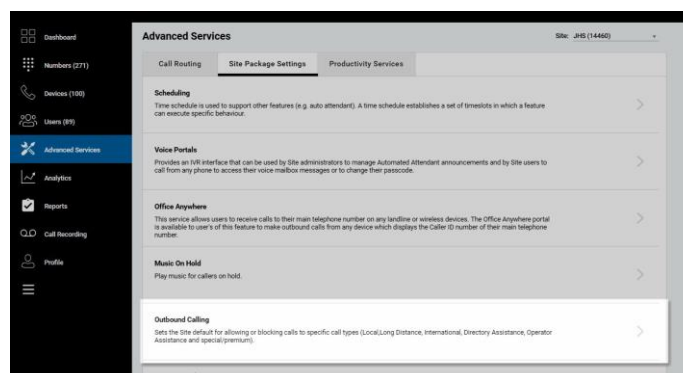 Advanced Services
Site: JHS (14460)
Dashboard
Numbers (271)
Devices (100)
Users (89)
Advanced Services
Analytics
Reports
Call Recording
Profile
Call Routing
Site Package Settings
Productivity Services
Scheduling
Time schedule is used to support other features (e.g. auto attendant). A time schedule establishes a set of timeslots in which a feature
can execute specific behaviour.
Voice Portals
Provides an IVR interface that can be used by Site administrators to manage Automated Attendant announcements and by Site users to
call from any phone to access their voice mailbox messages or to change their passcode.
Office Anywhere
This service allows users to receive calls to their main telephone number on any landline or wireless devices. The Office Anywhere portal
is available to user's of this feature to make outbound calls from any device which displays the Caller ID number of their main telephone
number.
Music On Hold
Play music for callers on hold.
Outbound Calling
Sets the Site default for allowing or blocking calls to specific call types (Local,Long Distance, International, Directory Assistance, Operator
Assistance and special/premium).